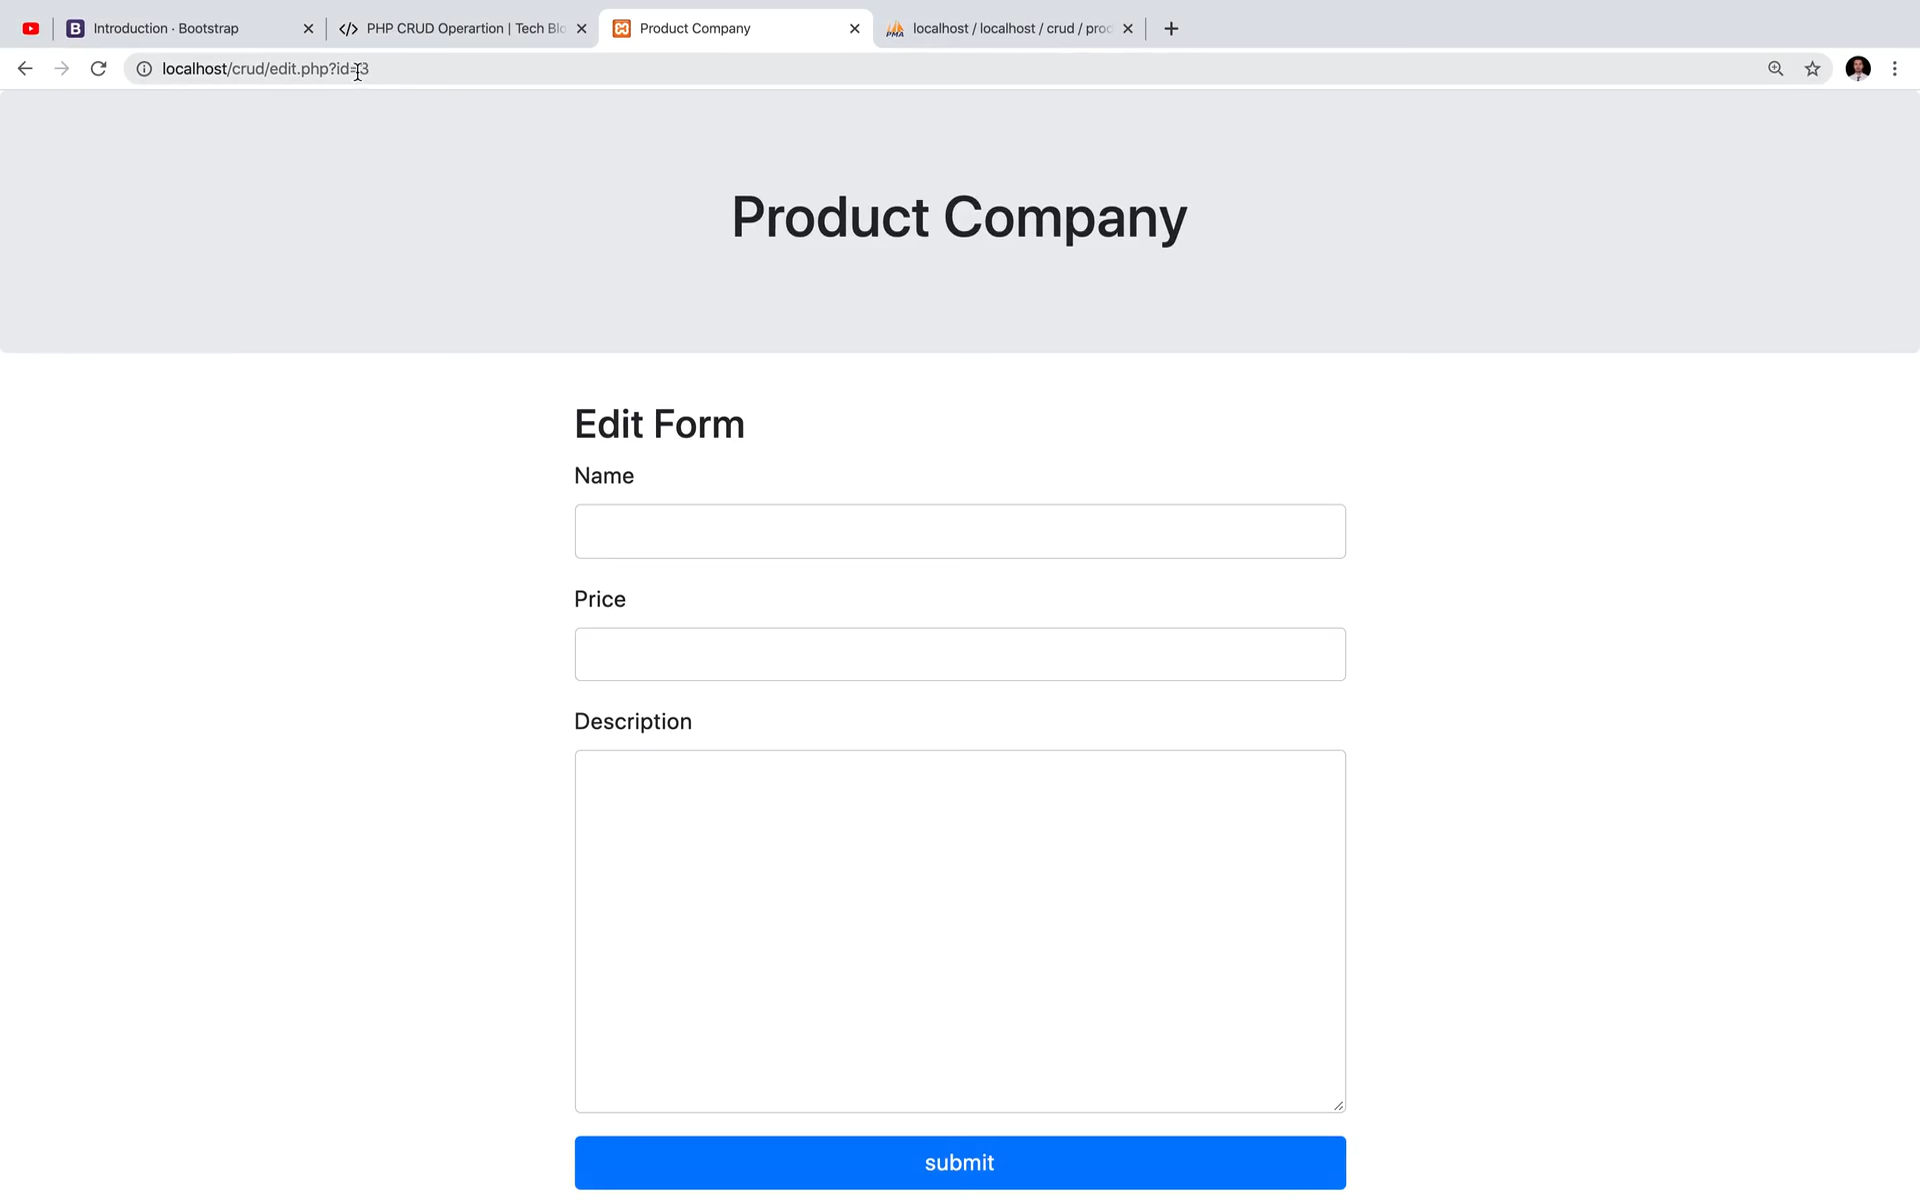 Introduction · Bootstrap
PHP CRUD Operartion | Tech Blo
Product Company
localhost / localhost / crud / prod
localhost/crud/edit.php?id=3
Product Company
Edit Form
Name
Price
Description
submit